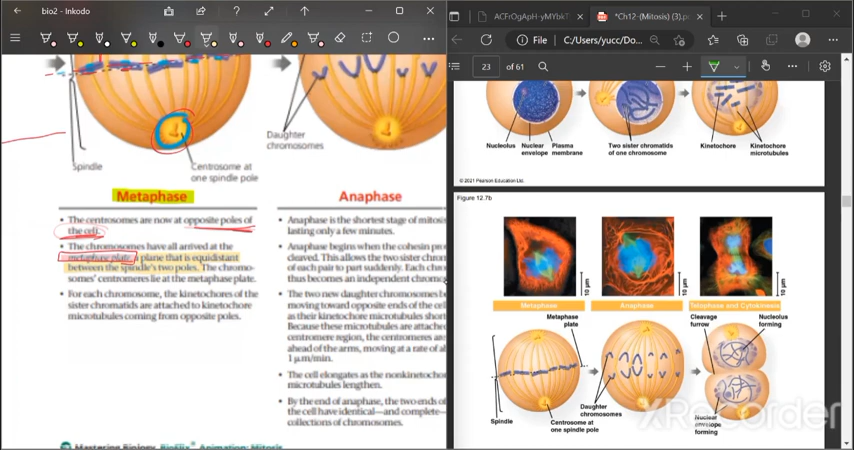 bio2 - Inkodo
ACFrOgApH-yMYbkT
*Ch12-(Mitosis) (3).p
File
C:/Users/yucc/Do...
23
of 61
Daughter
chromosomes
Spindle
Centrosome at
one spindle pole
Metaphase
• The centrosomes are now at opposite poles of
the cell.
• The chromosomes have all arrived at the
metaphase plate, a plane that is equidistant
between the spindle's two poles. The chromo-
somes' centromeres lie at the metaphase plate.
• For each chromosome, the kinetochores of the
sister chromatids are attached to kinetochore
microtubules coming from opposite poles.
Anaphase
• Anaphase is the shortest stage of mitosi
lasting only a few minutes.
• Anaphase begins when the cohesin pro
cleaved. This allows the two sister chrom
of each pair to part suddenly. Each chro
thus becomes an independent chromo
• The two new daughter chromosomes b
moving toward opposite ends of the cel
as their kinetochore microtubules short
Because these microtubules are attache
centromere region, the centromeres are
ahead of the arms, moving at a rate of a
1 µm/min.
• The cell elongates as the nonkinetochor
microtubules lengthen.
• By the end of anaphase, the two ends of
the cell have identical—and complete—
collections of chromosomes.
Mastering Biology BioFlix® Animation: Mitosis
Nucleolus
Nuclear
envelope
Plasma
membrane
Two sister chromatids
of one chromosome
Kinetochore
Kinetochore
microtubules
© 2021 Pearson Education Ltd.
Figure 12.7b
10 µm
10 µm
10 µm
Metaphase
Anaphase
Telophase and Cytokinesis
Metaphase
plate
Cleavage
furrow
Nucleolus
forming
Spindle
Centrosome at
one spindle pole
Daughter
chromosomes
Nuclear
envelope
forming
XRecorder